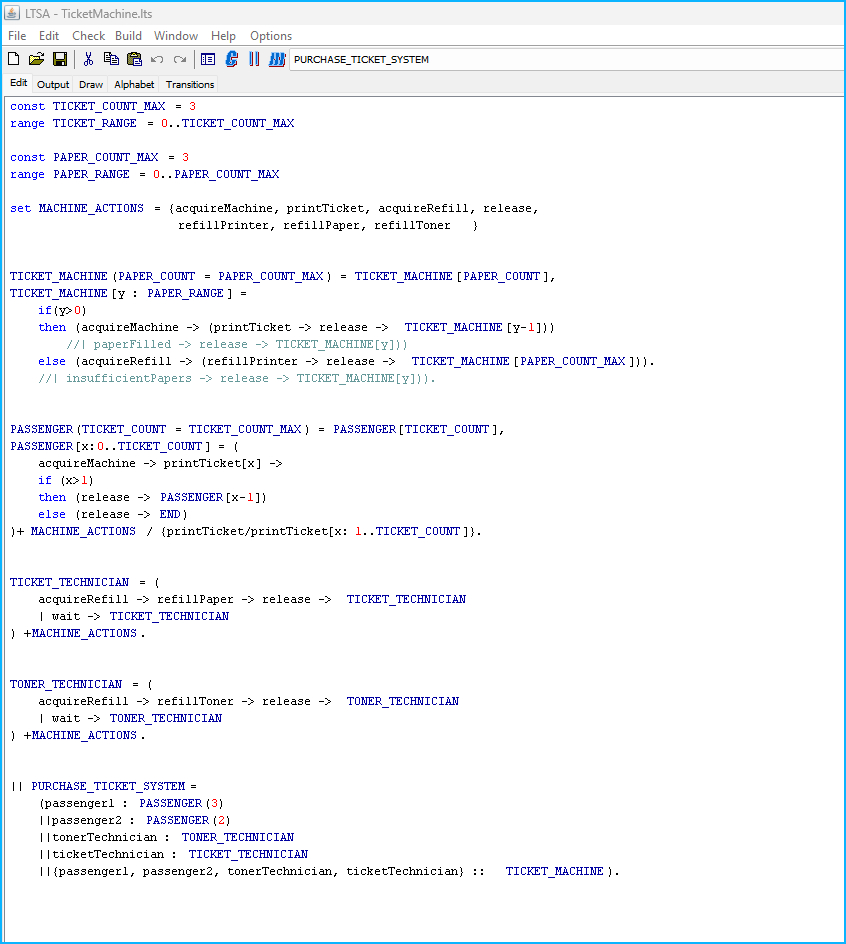 LTSA - TicketMachine.lts
File Edit Check Build Window Help Options
PURCHASE_TICKET_SYSTEM
Edit Output Draw Alphabet Transitions
const TICKET_COUNT_MAX = 3
range TICKET_RANGE = 0..TICKET_COUNT_MAX
const PAPER_COUNT_MAX = 3
range PAPER_RANGE = 0..PAPER_COUNT_MAX
set MACHINE_ACTIONS = {acquireMachine, printTicket, acquireRefill, release,
refillPrinter, refillPaper, refillToner }
TICKET_MACHINE(PAPER_COUNT = PAPER_COUNT_MAX) = TICKET_MACHINE[PAPER_COUNT],
TICKET_MACHINE[y : PAPER_RANGE] =
if(y>0)
then (acquireMachine -> (printTicket -> release -> TICKET_MACHINE[y-1]))
//| paperFilled -> release -> TICKET_MACHINE[y]))
else (acquireRefill -> (refillPrinter -> release -> TICKET_MACHINE[PAPER_COUNT_MAX])).
//| insufficientPapers -> release -> TICKET_MACHINE[y])).
PASSENGER(TICKET_COUNT = TICKET_COUNT_MAX) = PASSENGER[TICKET_COUNT],
PASSENGER[x:0..TICKET_COUNT] = (
acquireMachine -> printTicket[x] ->
if (x>1)
then (release -> PASSENGER[x-1])
else (release -> END)
)+ MACHINE_ACTIONS / {printTicket/printTicket[x: 1..TICKET_COUNT]}.
TICKET_TECHNICIAN = (
acquireRefill -> refillPaper -> release -> TICKET_TECHNICIAN
| wait -> TICKET_TECHNICIAN
) +MACHINE_ACTIONS.
TONER_TECHNICIAN = (
acquireRefill -> refillToner -> release -> TONER_TECHNICIAN
| wait -> TONER_TECHNICIAN
) +MACHINE_ACTIONS.
|| PURCHASE_TICKET_SYSTEM =
(passenger1 : PASSENGER(3)
||passenger2 : PASSENGER(2)
||tonerTechnician : TONER_TECHNICIAN
||ticketTechnician : TICKET_TECHNICIAN
||{passenger1, passenger2, tonerTechnician, ticketTechnician} :: TICKET_MACHINE).